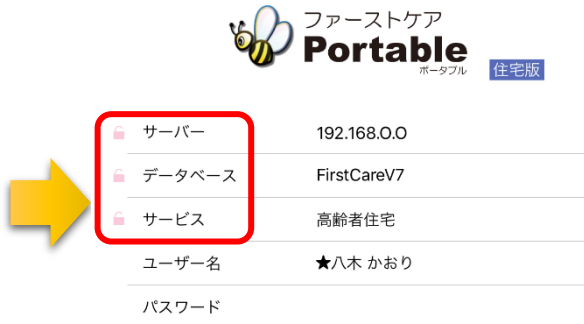 ファーストケア
Portable
ポータブル
住宅版
サーバー 192.168.O.O
データベース FirstCareV7
サービス 高齢者住宅
ユーザー名 ★八木 かおり
パスワード